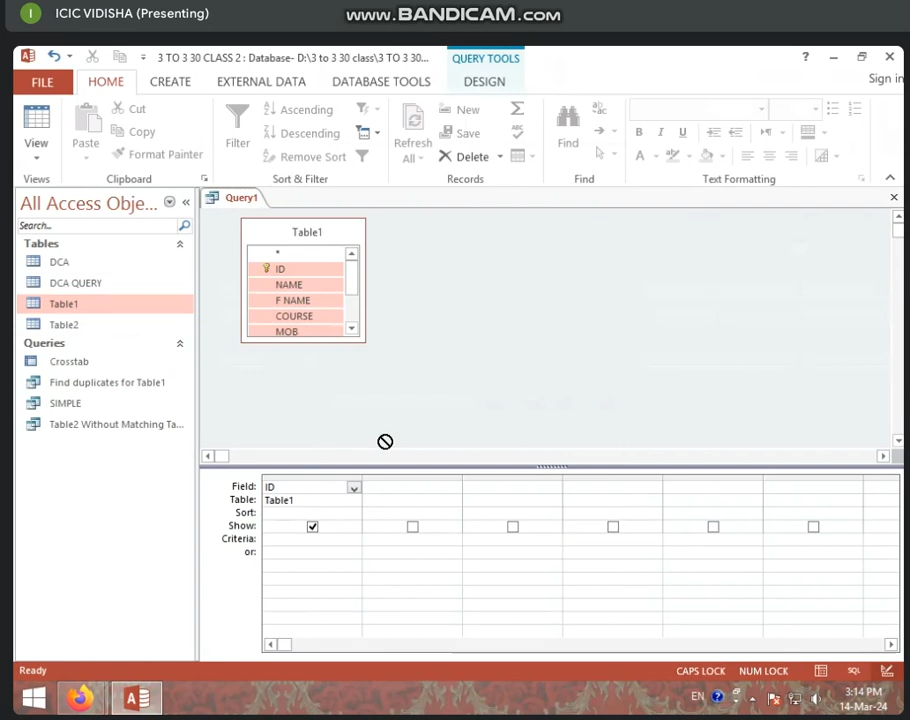 I ICIC VIDISHA (Presenting)
www.BANDICAM.com
3 TO 3 30 CLASS 2 : Database- D:\3 to 3 30 class\3 TO 3 30...
QUERY TOOLS
?
Sign in
FILE HOME CREATE EXTERNAL DATA DATABASE TOOLS DESIGN
View
Views
Paste
Cut
Copy
Format Painter
Clipboard
Filter
Ascending
Descending
Remove Sort
Sort & Filter
Refresh
All
New
Save
Delete
Records
Find
Find
B I U
A
Text Formatting
All Access Obje...
Search...
Tables
DCA
DCA QUERY
Table1
Table2
Queries
Crosstab
Find duplicates for Table1
SIMPLE
Table2 Without Matching Ta...
Query1
Table1
*
ID
NAME
F NAME
COURSE
MOB
Field: ID
Table: Table1
Sort:
Show:
Criteria:
or:
Ready
CAPS LOCK NUM LOCK SQL
EN
3:14 PM
14-Mar-24